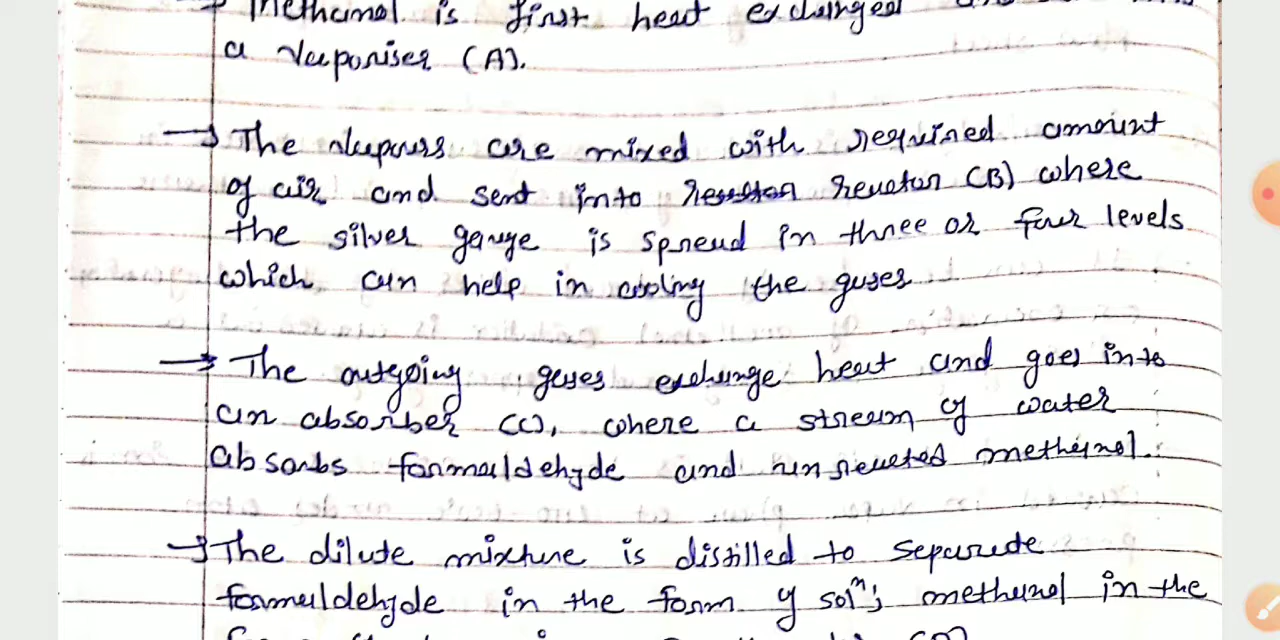 → Methanol is first heat exchanged
a vaporiser (A).
→ The vapours are mixed with required amount
of air and sent into reactor (B) where
the silver gauge is spread in three or four levels
which can help in cooling the gases
→ The outgoing gases exchange heat and goes into
an absorber (C), where a stream of water
absorbs formaldehyde and unreacted methanol.
→ The dilute mixture is distilled to separate
formaldehyde in the form of solⁿ; methanol in the